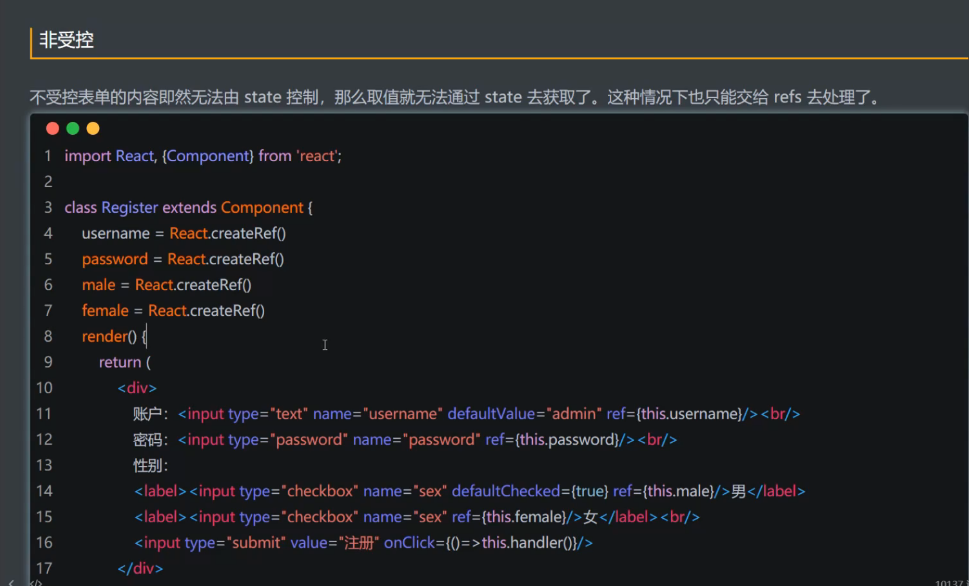 非受控
不受控表单的内容即然无法由 state 控制，那么取值就无法通过 state 去获取了。这种情况下也只能交给 refs 去处理了。
1 import React, {Component} from 'react';
2
3 class Register extends Component {
4 username = React.createRef()
5 password = React.createRef()
6 male = React.createRef()
7 female = React.createRef()
8 render() {
9 return (
10 <div>
11 账户：<input type="text" name="username" defaultValue="admin" ref={this.username}/><br/>
12 密码：<input type="password" name="password" ref={this.password}/><br/>
13 性别：
14 <label><input type="checkbox" name="sex" defaultChecked={true} ref={this.male}/>男</label>
15 <label><input type="checkbox" name="sex" ref={this.female}/>女</label><br/>
16 <input type="submit" value="注册" onClick={()=>this.handler()}/>
17 </div>